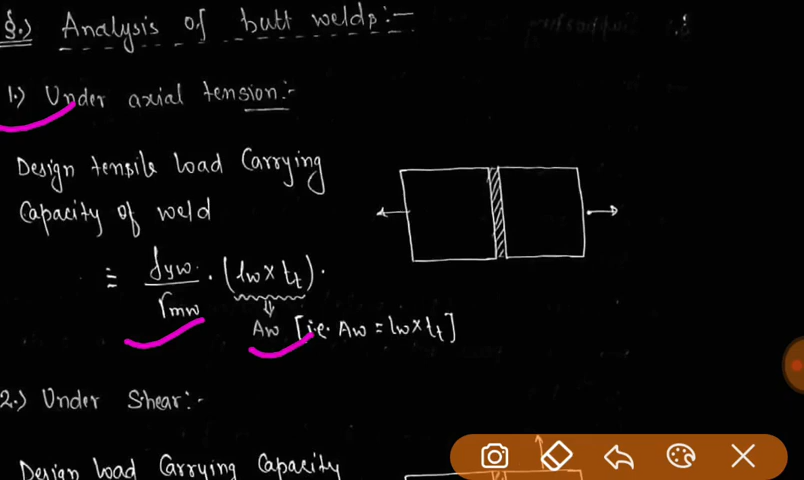 §.) Analysis of butt welds:-
1.) Under axial tension:-
Design tensile load Carrying
Capacity of weld
= fyw/γmw · (lw × tt) ·
Aw [i.e. Aw = lw × tt]
2.) Under Shear:-
Design load Carrying Capacity